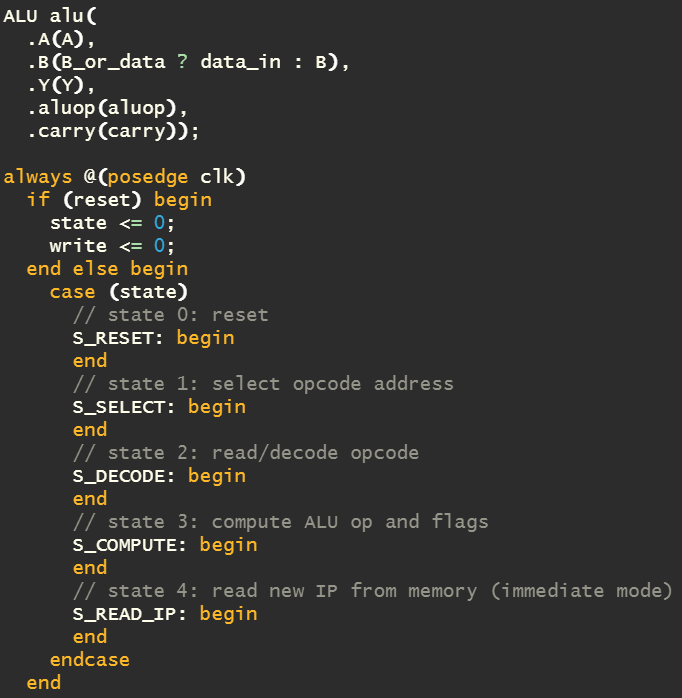 ALU alu(
  .A(A),
  .B(B_or_data ? data_in : B),
  .Y(Y),
  .aluop(aluop),
  .carry(carry));

always @(posedge clk)
  if (reset) begin
    state <= 0;
    write <= 0;
  end else begin
    case (state)
      // state 0: reset
      S_RESET: begin
      end
      // state 1: select opcode address
      S_SELECT: begin
      end
      // state 2: read/decode opcode
      S_DECODE: begin
      end
      // state 3: compute ALU op and flags
      S_COMPUTE: begin
      end
      // state 4: read new IP from memory (immediate mode)
      S_READ_IP: begin
      end
    endcase
  end